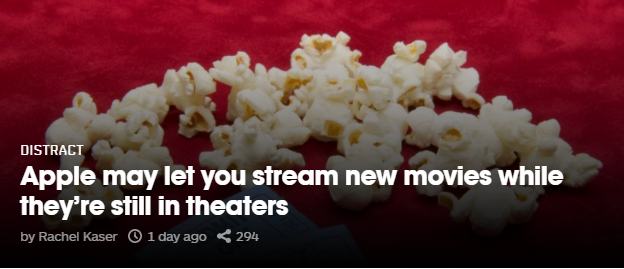 DISTRACT
Apple may let you stream new movies while
they're still in theaters
by Rachel Kaser 1 day ago 294